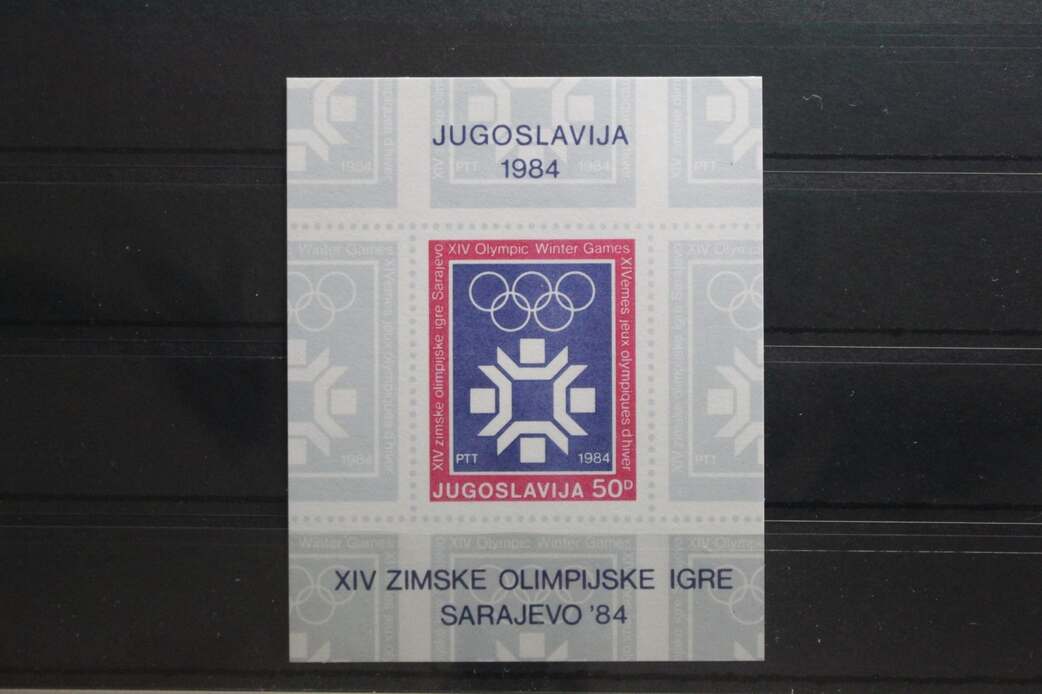 JUGOSLAVIJA
1984
XIV Olympic Winter Games
XIV zimske olimpijske igre Sarajevo
XIVemes jeux olympiques d'hiver
PTT 1984
JUGOSLAVIJA 50D
XIV ZIMSKE OLIMPIJSKE IGRE
SARAJEVO '84